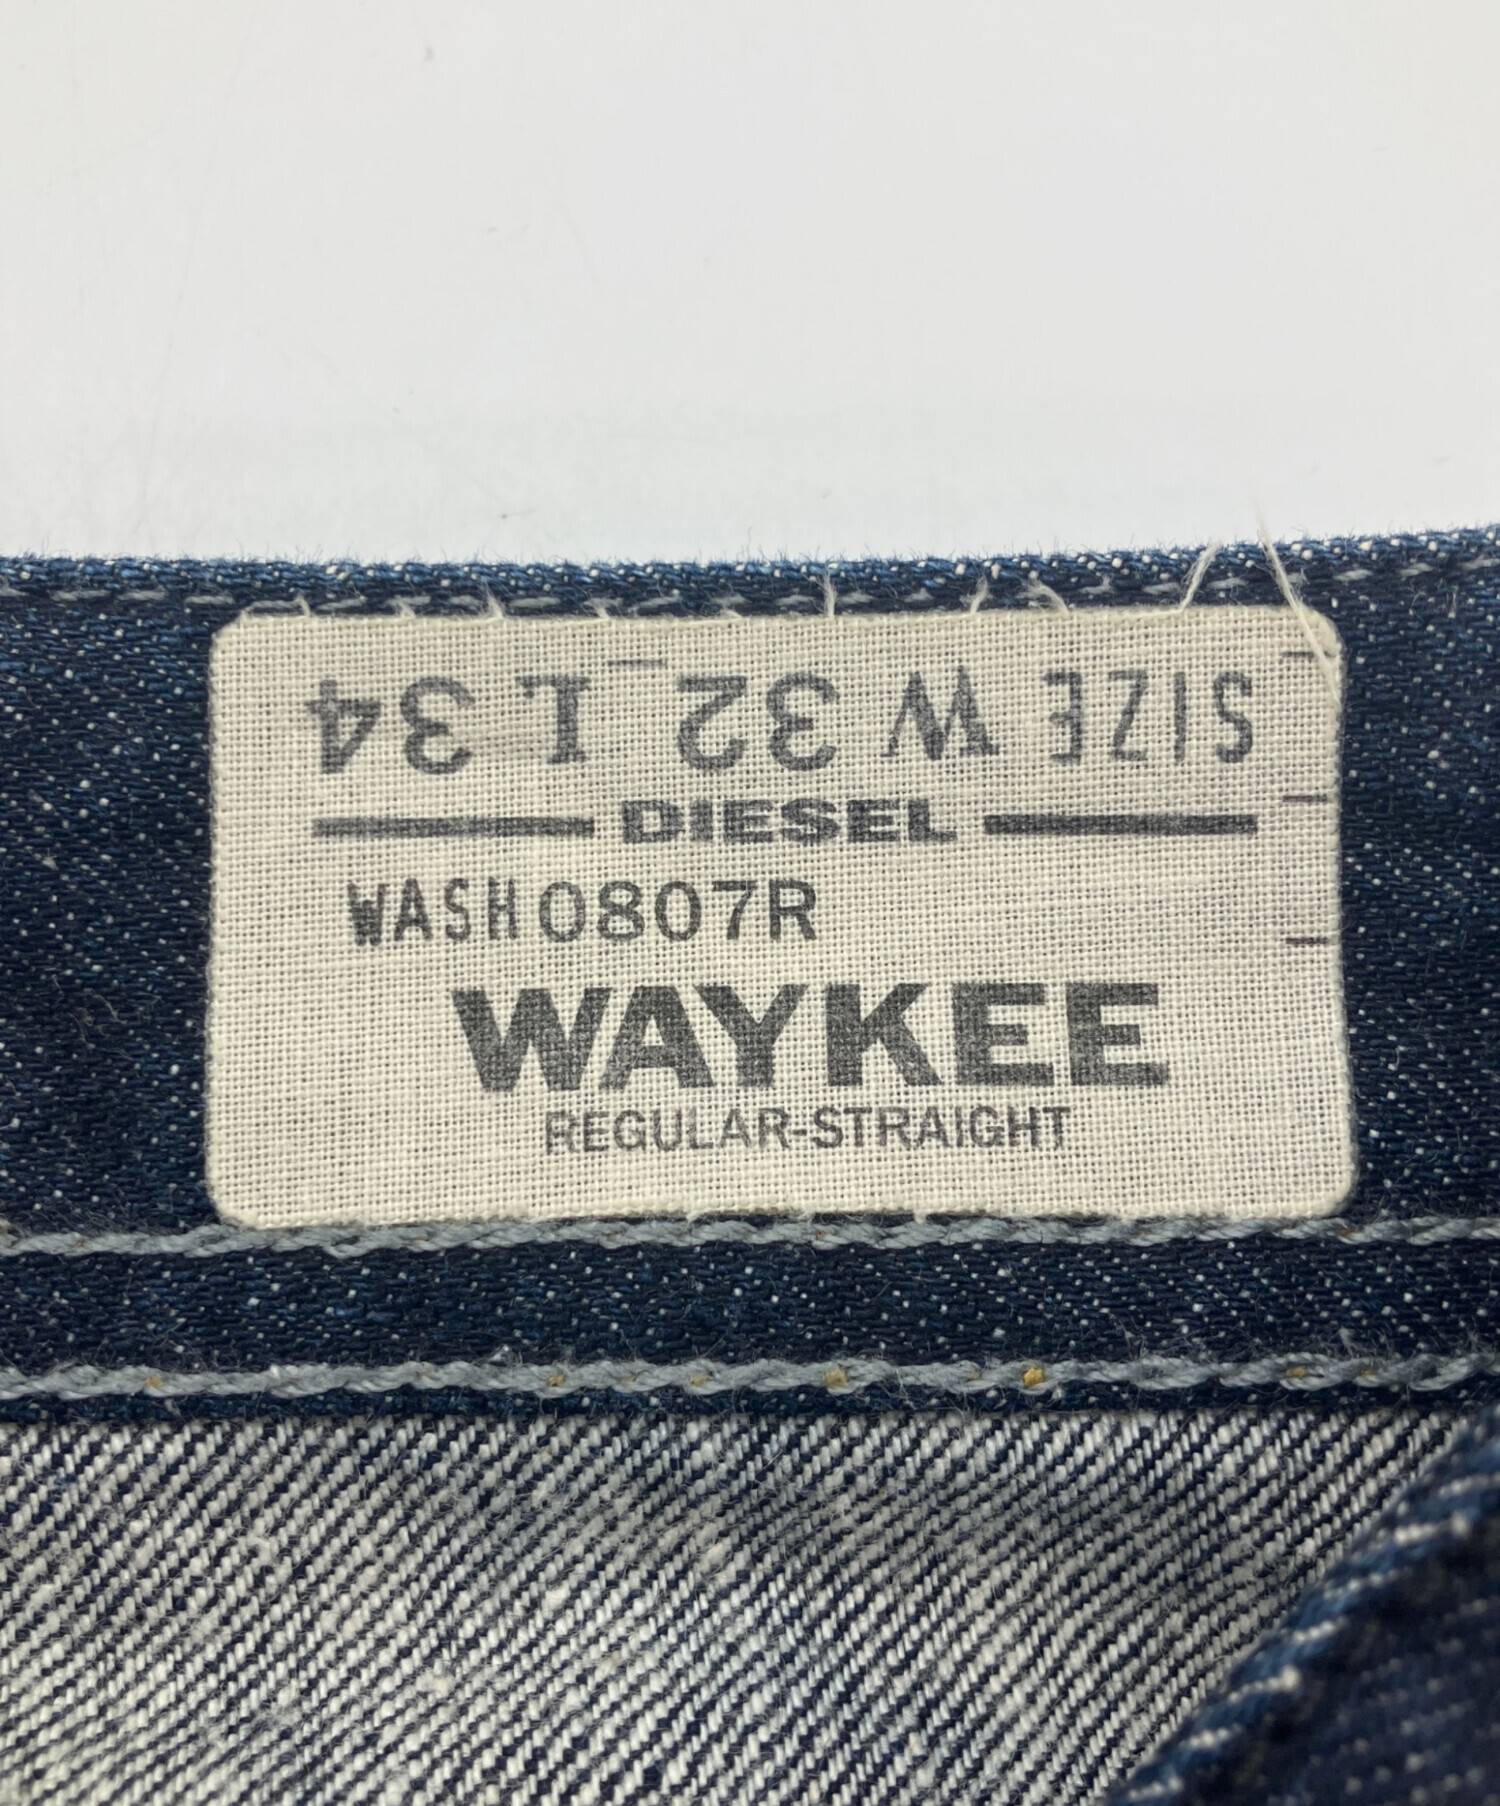 SIZE W 32 L 34
DIESEL
WASH 0807R
WAYKEE
REGULAR-STRAIGHT